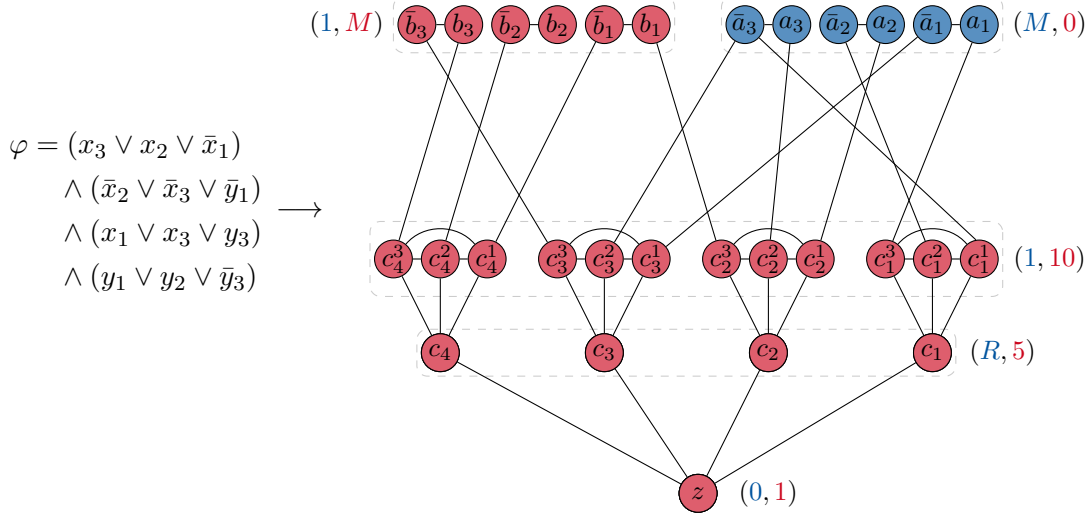 (1, M) b̄₃ b₃ b̄₂ b₂ b̄₁ b₁ ā₃ a₃ ā₂ a₂ ā₁ a₁ (M, 0)
φ = (x₃ ∨ x₂ ∨ x̄₁)
∧ (x̄₂ ∨ x̄₃ ∨ ȳ₁)
∧ (x₁ ∨ x₃ ∨ y₃)
∧ (y₁ ∨ y₂ ∨ ȳ₃)
⟶
c₄³ c₄² c₄¹ c₃³ c₃² c₃¹ c₂³ c₂² c₂¹ c₁³ c₁² c₁¹ (1, 10)
c₄ c₃ c₂ c₁ (R, 5)
z (0, 1)